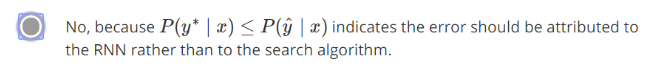 No, because P(y* | x) ≤ P(ŷ | x) indicates the error should be attributed to
the RNN rather than to the search algorithm.